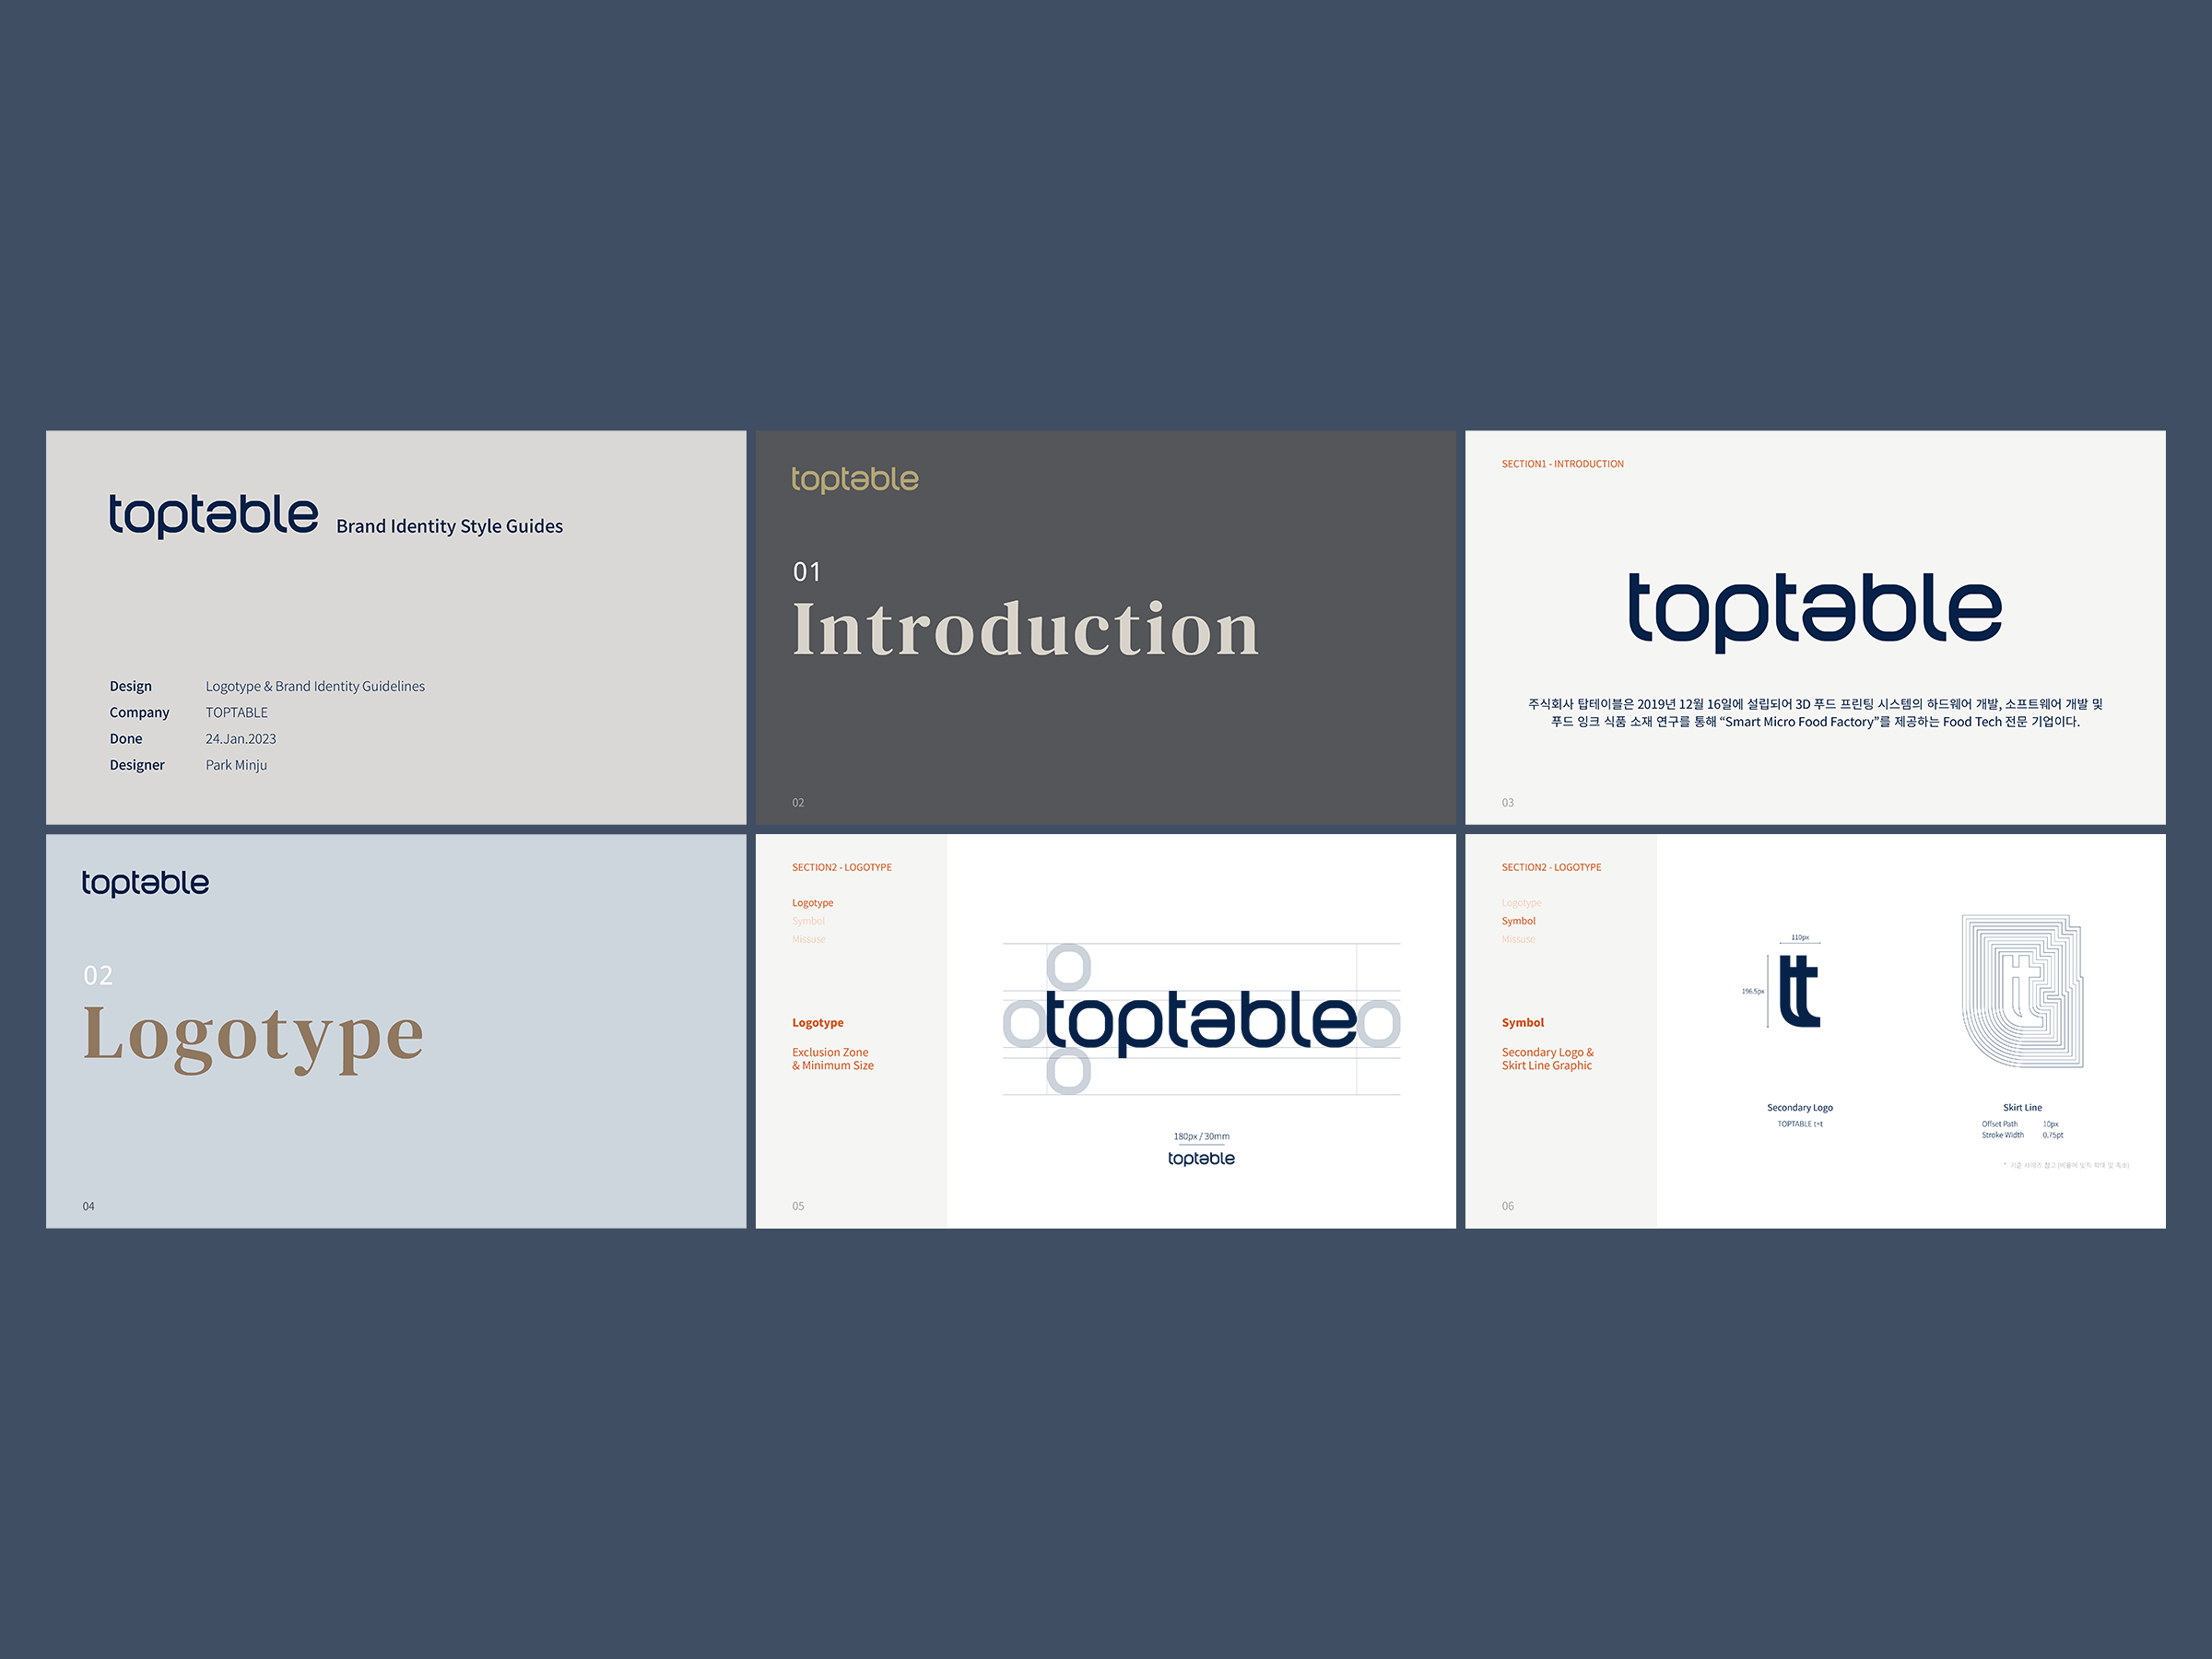 toptable Brand Identity Style Guides
Design Logotype & Brand Identity Guidelines
Company TOPTABLE
Done 24.Jan.2023
Designer Park Minju
toptable
01
Introduction
02
SECTION1 - INTRODUCTION
toptable
주식회사 탑테이블은 2019년 12월 16일에 설립되어 3D 푸드 프린팅 시스템의 하드웨어 개발, 소프트웨어 개발 및
푸드 잉크 식품 소재 연구를 통해 “Smart Micro Food Factory”를 제공하는 Food Tech 전문 기업이다.
03
toptable
02
Logotype
04
SECTION2 - LOGOTYPE
Logotype
Symbol
Missuse
Logotype
Exclusion Zone
& Minimum Size
toptable
180px / 30mm
toptable
05
SECTION2 - LOGOTYPE
Logotype
Symbol
Missuse
Symbol
Secondary Logo &
Skirt Line Graphic
110px
196.5px
tt
Secondary Logo
TOPTABLE t+t
tt
Skirt Line
Offset Path 10px
Stroke Width 0.75pt
06